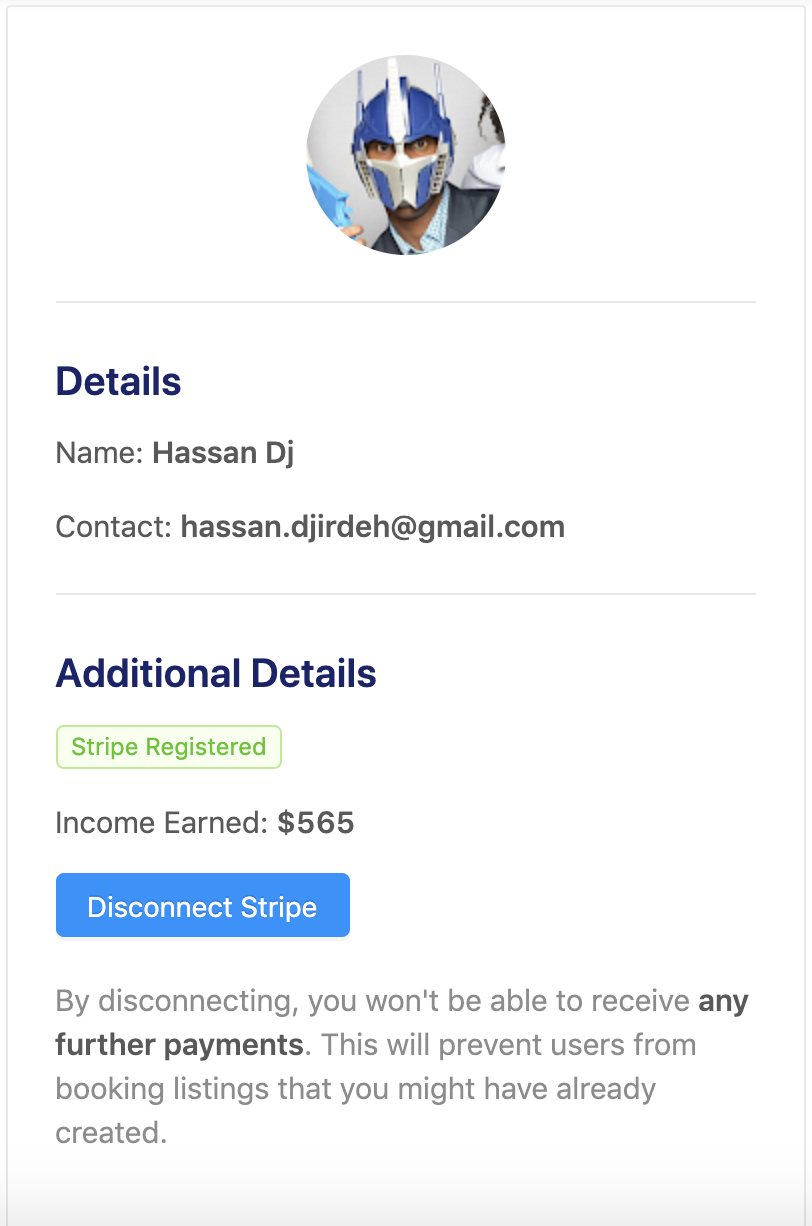 Details
Name: Hassan Dj
Contact: hassan.djirdeh@gmail.com
Additional Details
Stripe Registered
Income Earned: $565
Disconnect Stripe
By disconnecting, you won't be able to receive any
further payments. This will prevent users from
booking listings that you might have already
created.